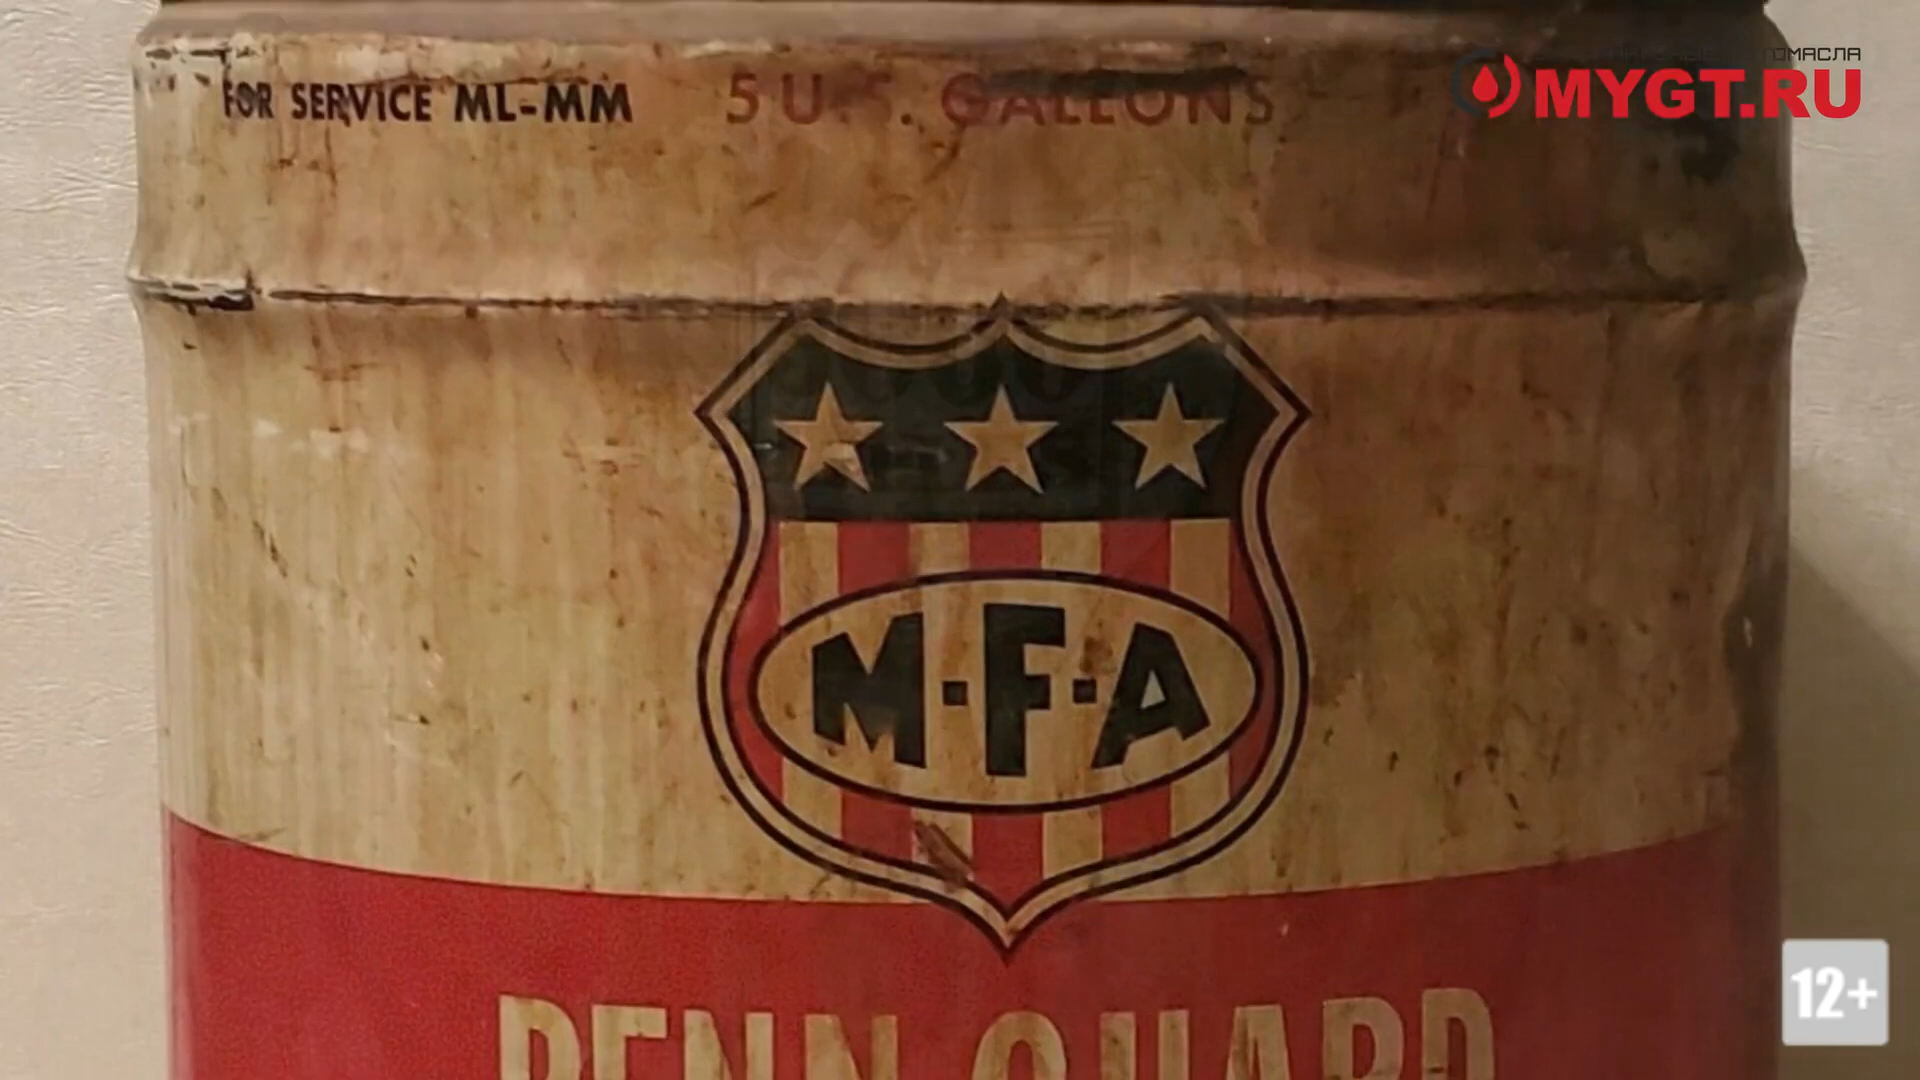 FOR SERVICE ML-MM 5 U.S. GALLONS
MYGT.RU
M·F·A
PENN GUARD
12+